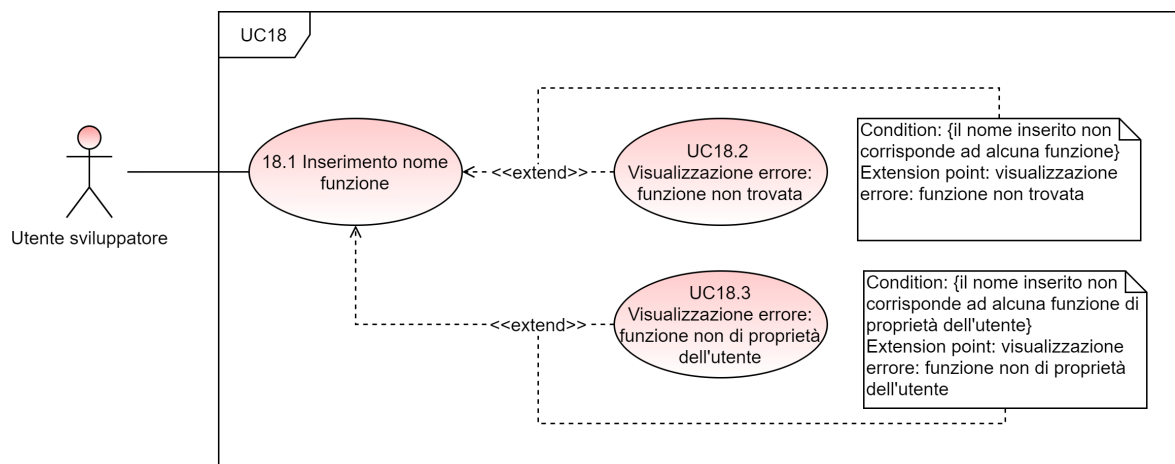 UC18
Utente sviluppatore
18.1 Inserimento nome
funzione
<<extend>>
UC18.2
Visualizzazione errore:
funzione non trovata
Condition: {il nome inserito non
corrisponde ad alcuna funzione}
Extension point: visualizzazione
errore: funzione non trovata
<<extend>>
UC18.3
Visualizzazione errore:
funzione non di proprietà
dell'utente
Condition: {il nome inserito non
corrisponde ad alcuna funzione di
proprietà dell'utente}
Extension point: visualizzazione
errore: funzione non di proprietà
dell'utente